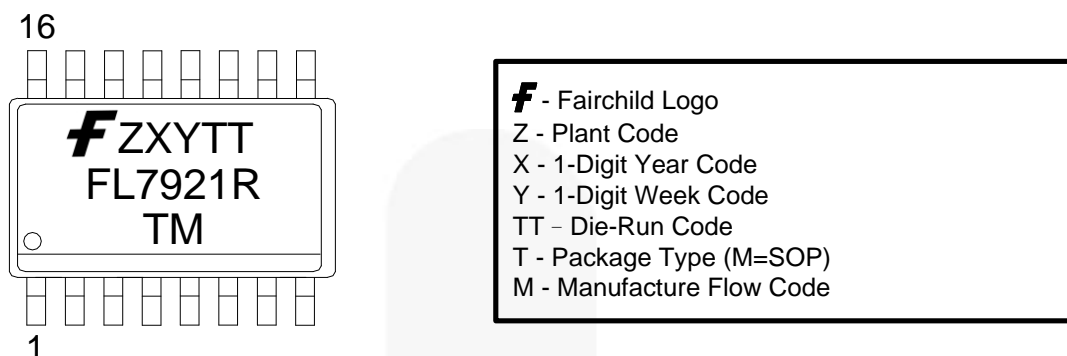 16
ZXYTT
FL7921R
TM
1
- Fairchild Logo
Z - Plant Code
X - 1-Digit Year Code
Y - 1-Digit Week Code
TT – Die-Run Code
T - Package Type (M=SOP)
M - Manufacture Flow Code